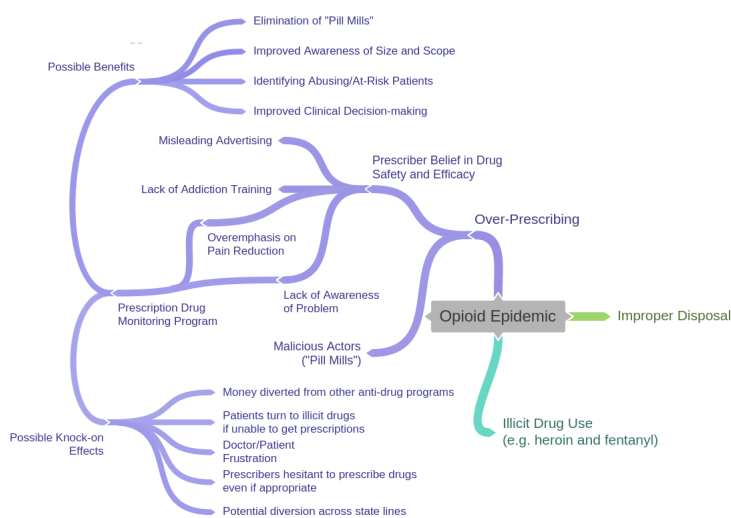 Elimination of "Pill Mills"
Improved Awareness of Size and Scope
Possible Benefits
Identifying Abusing/At-Risk Patients
Improved Clinical Decision-making
Misleading Advertising
Prescriber Belief in Drug
Safety and Efficacy
Lack of Addiction Training
Over-Prescribing
Overemphasis on
Pain Reduction
Prescription Drug
Monitoring Program
Lack of Awareness
of Problem
Opioid Epidemic
Improper Disposal
Malicious Actors
("Pill Mills")
Illicit Drug Use
(e.g. heroin and fentanyl)
Money diverted from other anti-drug programs
Patients turn to illicit drugs
if unable to get prescriptions
Possible Knock-on
Effects
Doctor/Patient
Frustration
Prescribers hesitant to prescribe drugs
even if appropriate
Potential diversion across state lines